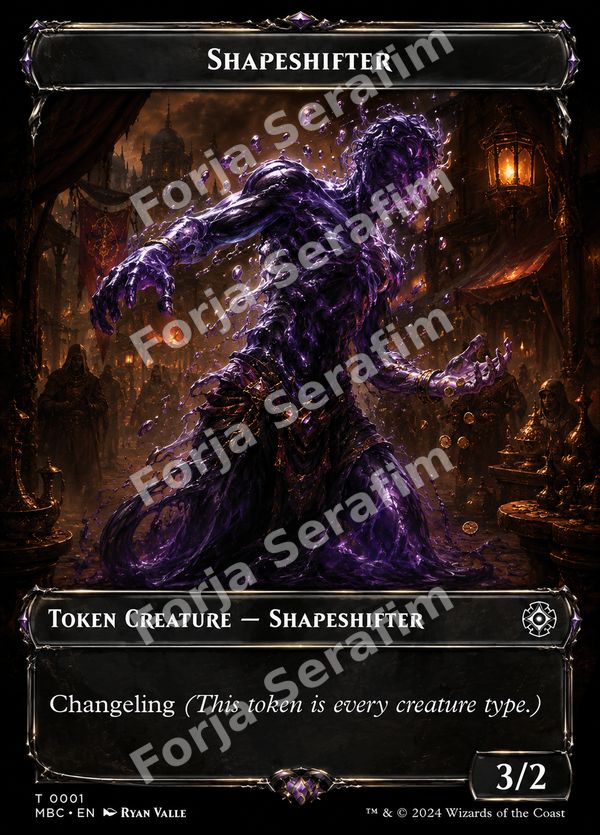 Shapeshifter
Forja Serafim
Forja Serafim
Forja Serafim
Forja Serafim
Forja Serafim
Token Creature — Shapeshifter
Changeling (This token is every creature type.)
3/2
T 0001
MBC • EN Ryan Valle
™ & © 2024 Wizards of the Coast